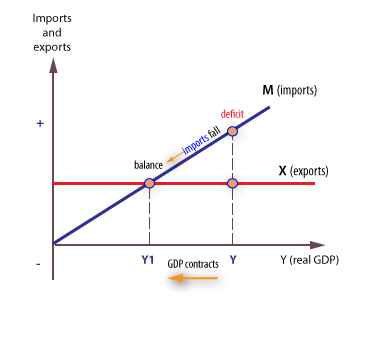 Imports
and
exports
M (imports)
deficit
+
imports fall
balance
X (exports)
-
Y1
GDP contracts
Y
Y (real GDP)